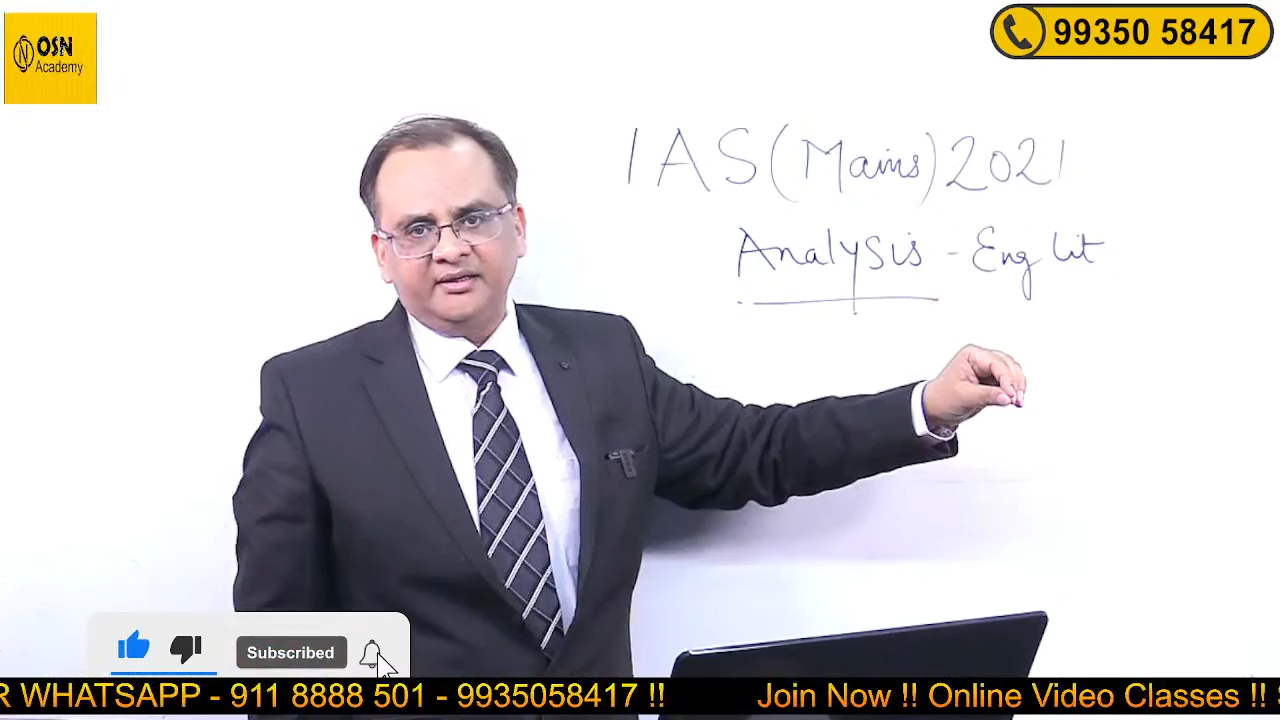 OSN
Academy
99350 58417
IAS (Mains) 2021
Analysis - Eng Lit
Subscribed
R WHATSAPP - 911 8888 501 - 9935058417 !! Join Now !! Online Video Classes !! S